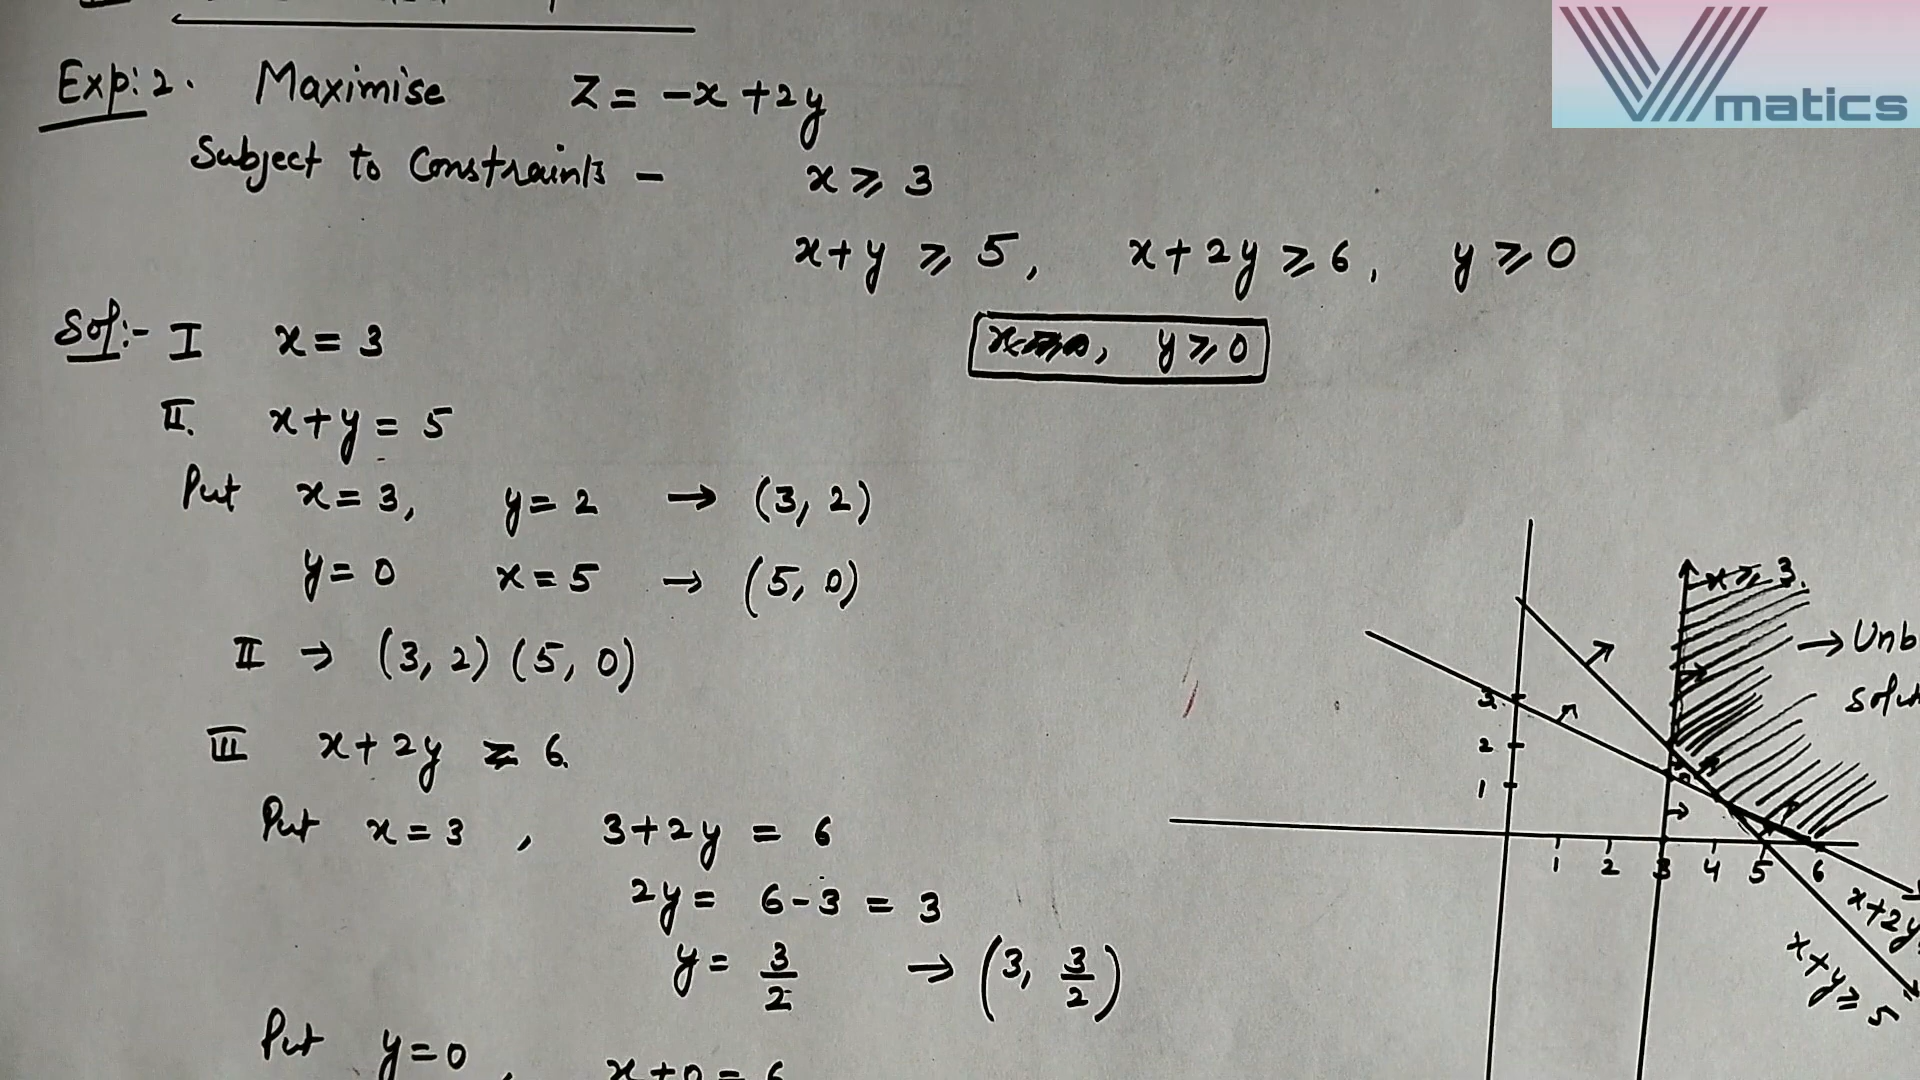 Vmatics
Exp:2. Maximise Z = -x + 2y
Subject to Constraints - x ⩾ 3
x + y ⩾ 5, x + 2y ⩾ 6, y ⩾ 0
y ⩾ 0
Sol:- I x = 3
II. x + y = 5
Put x = 3, y = 2 → (3, 2)
y = 0 x = 5 → (5, 0)
II → (3, 2) (5, 0)
III x + 2y = 6.
Put x = 3, 3 + 2y = 6
2y = 6 - 3 = 3
y = 3/2 → (3, 3/2)
Put y = 0, x + 0 = 6
x ⩾ 3.
→ Unb
solut
3
2
1
1 2 3 4 5 6
x + 2y
x + y ⩾ 5